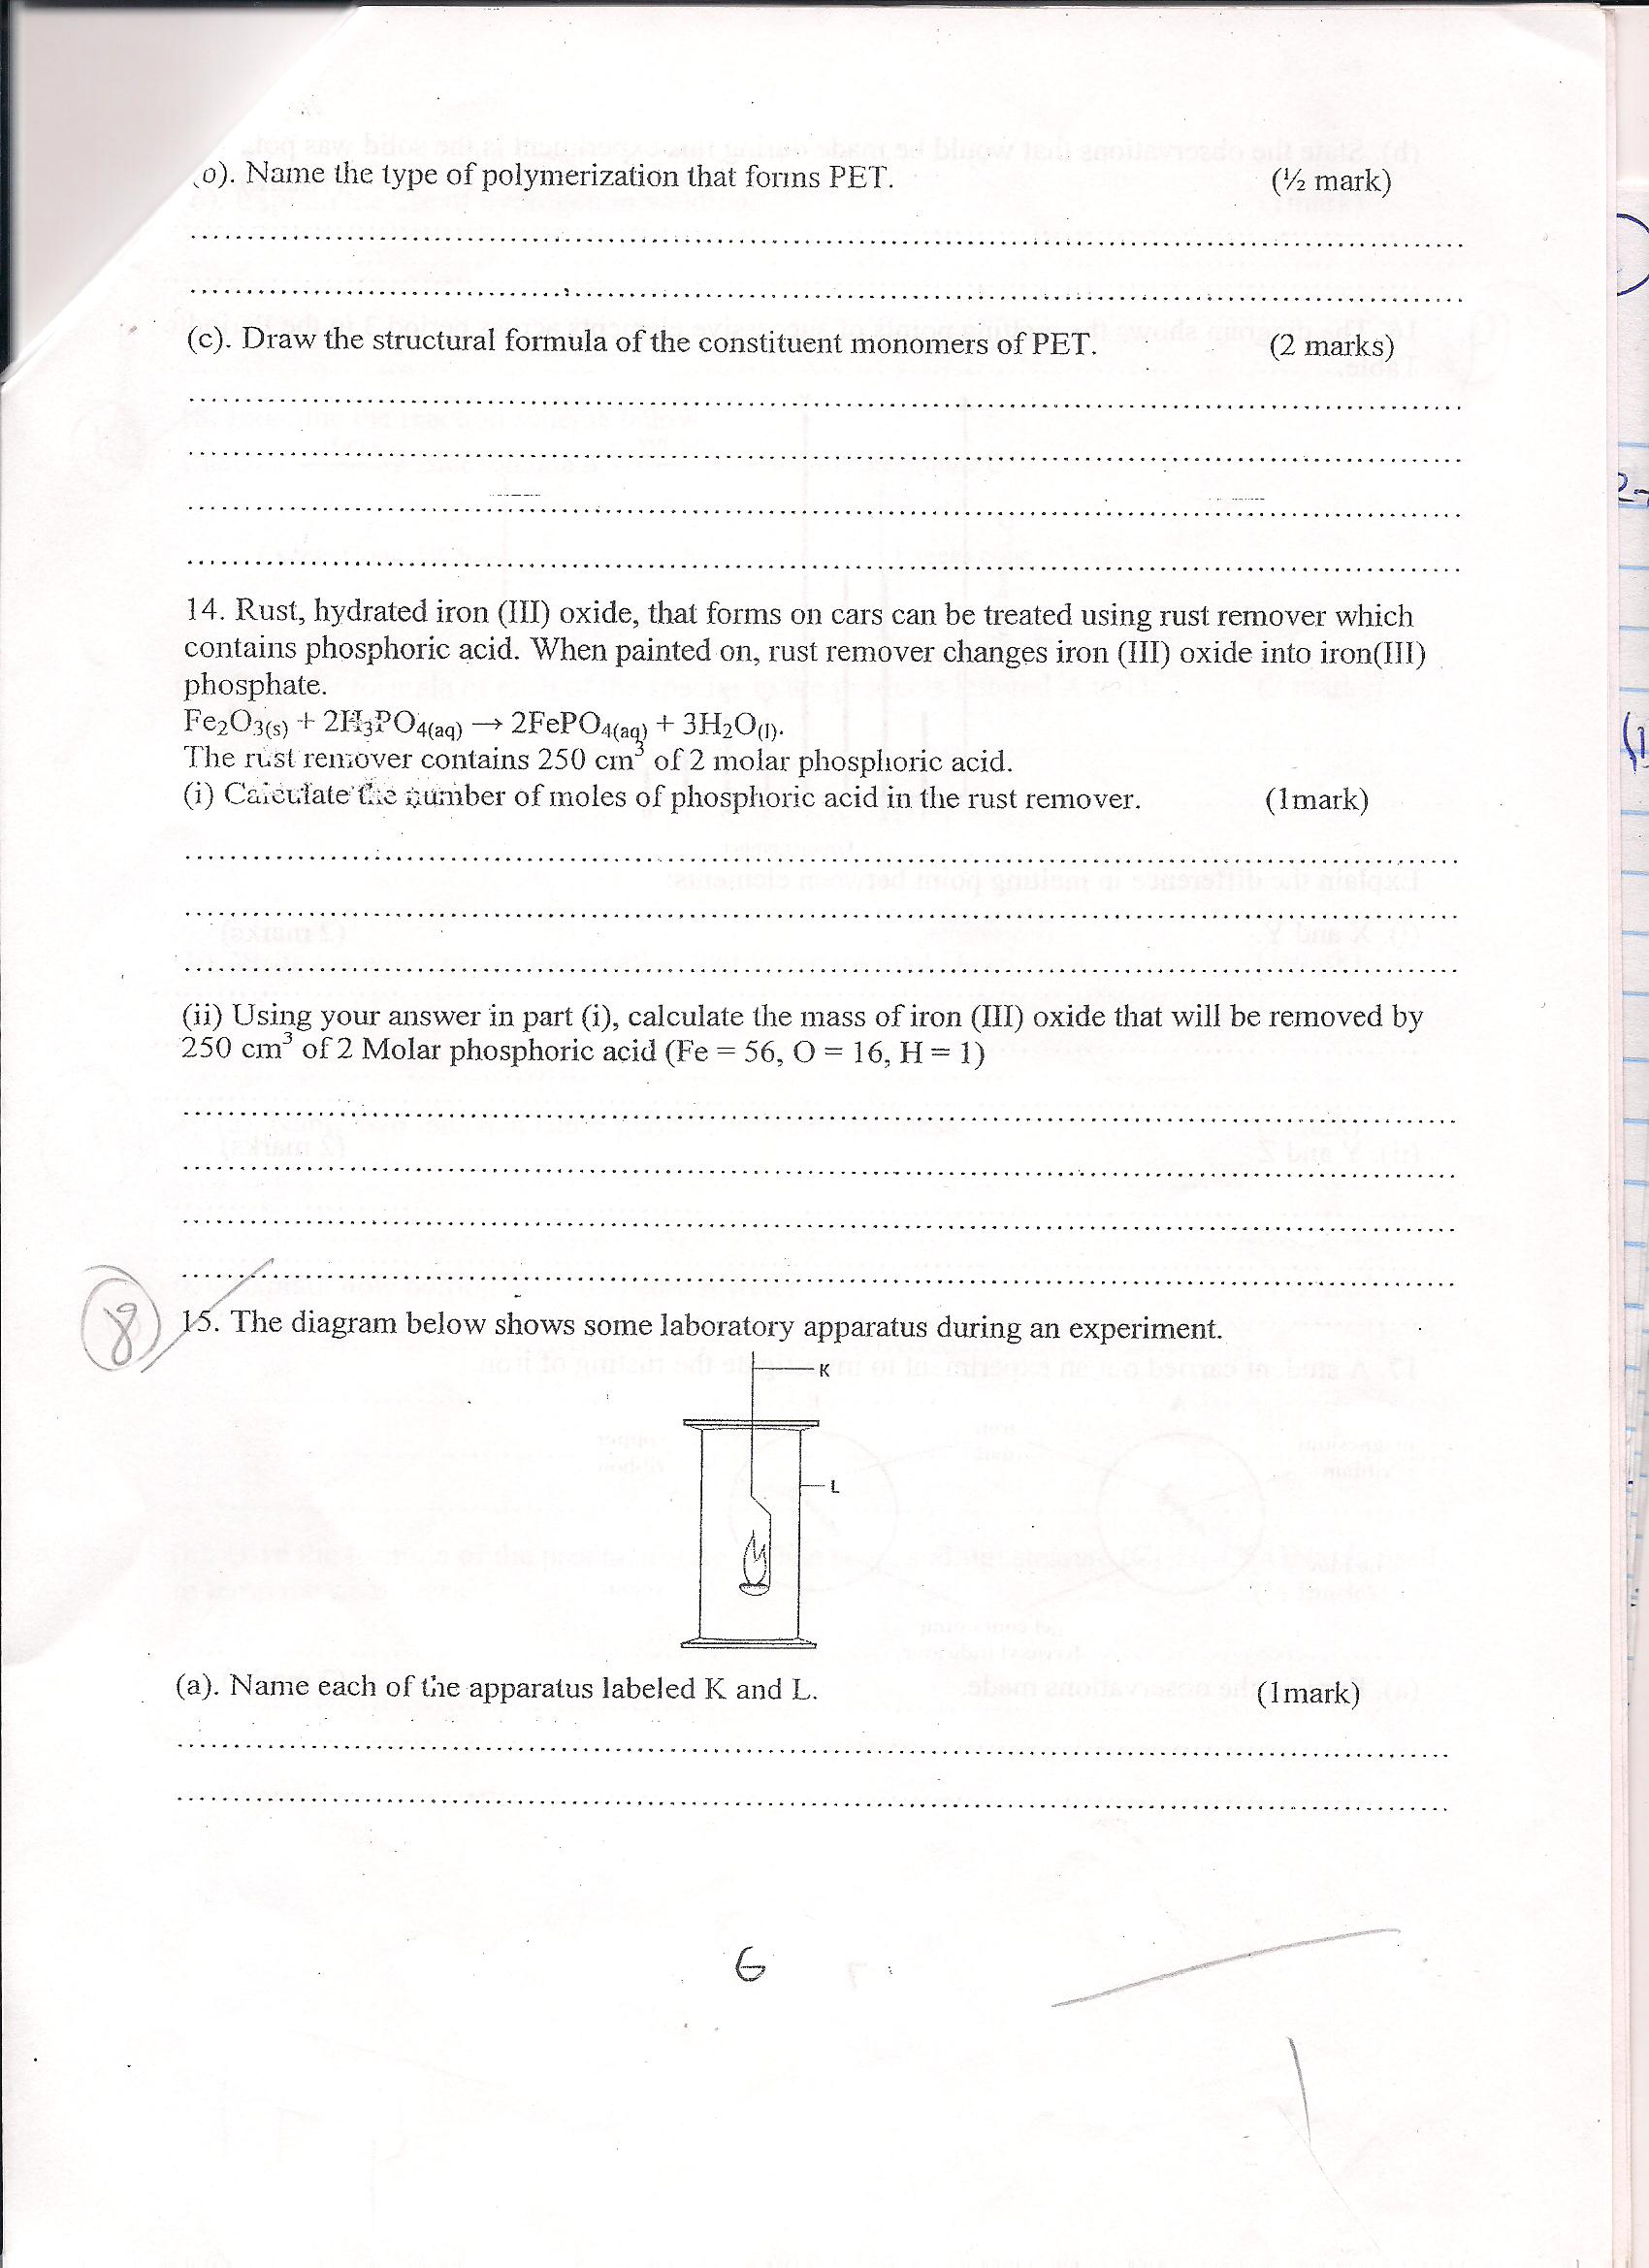 o). Name the type of polymerization that forms PET. (½ mark)
(c). Draw the structural formula of the constituent monomers of PET. (2 marks)
14. Rust, hydrated iron (III) oxide, that forms on cars can be treated using rust remover which
contains phosphoric acid. When painted on, rust remover changes iron (III) oxide into iron(III)
phosphate.
Fe₂O₃(s) + 2H₃PO₄(aq) → 2FePO₄(aq) + 3H₂O(l).
The rust remover contains 250 cm³ of 2 molar phosphoric acid.
(i) Calculate the number of moles of phosphoric acid in the rust remover. (1mark)
(ii) Using your answer in part (i), calculate the mass of iron (III) oxide that will be removed by
250 cm³ of 2 Molar phosphoric acid (Fe = 56, O = 16, H = 1)
8
15. The diagram below shows some laboratory apparatus during an experiment.
K
L
(a). Name each of the apparatus labeled K and L. (1mark)
6